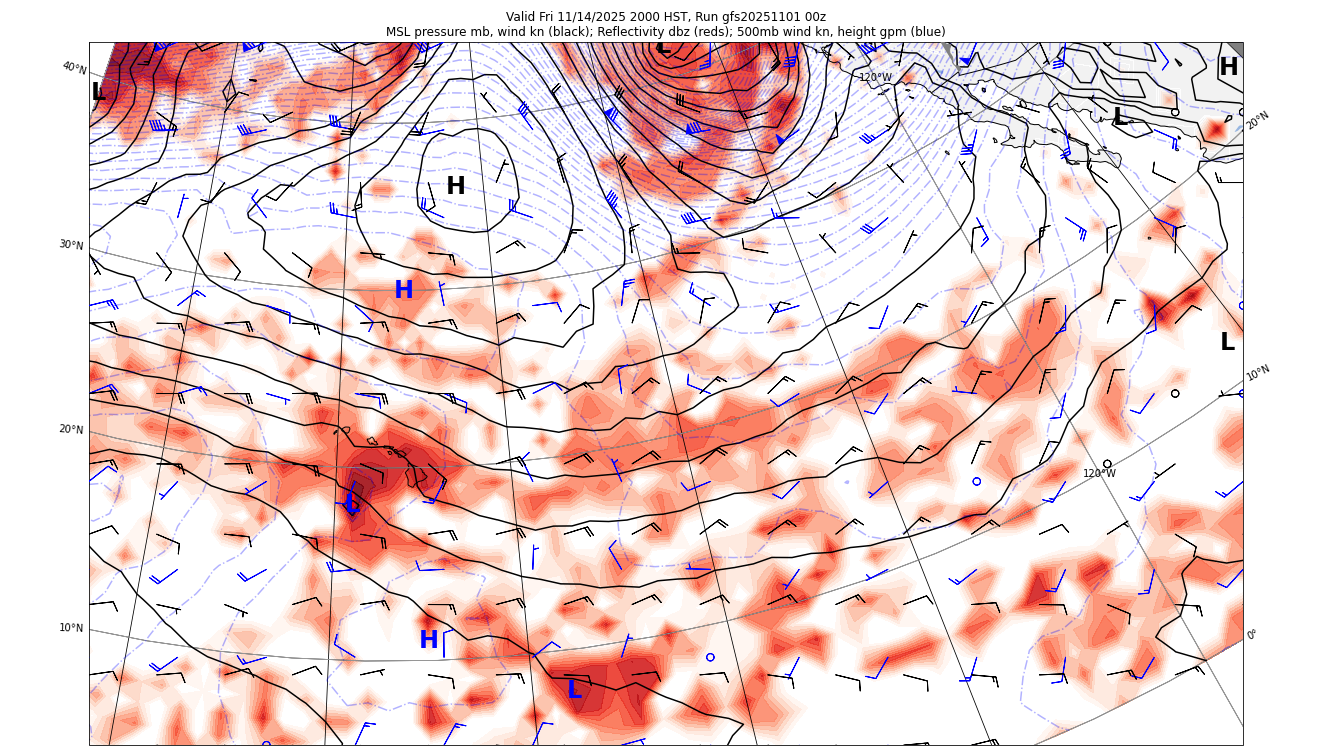 Valid Fri 11/14/2025 2000 HST, Run gfs20251101 00z
MSL pressure mb, wind kn (black); Reflectivity dbz (reds); 500mb wind kn, height gpm (blue)
L
40°N
120°W
H
L
L
20°N
H
30°N
H
L
10°N
20°N
120°W
L
10°N
H
0°
L